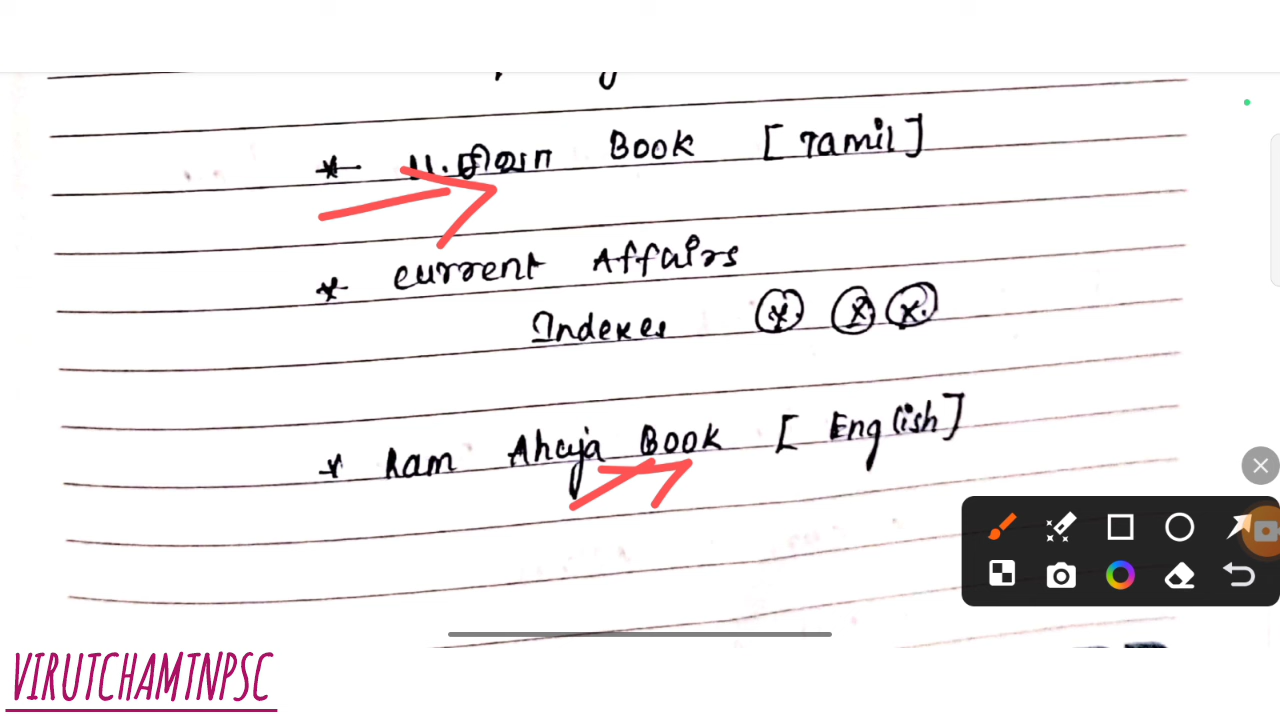 * ப.சிவா Book [Tamil]
* Current Affairs
Indexes (*) (*) (*)
* Ram Ahuja Book [English]
VIRUTCHAMTNPSC